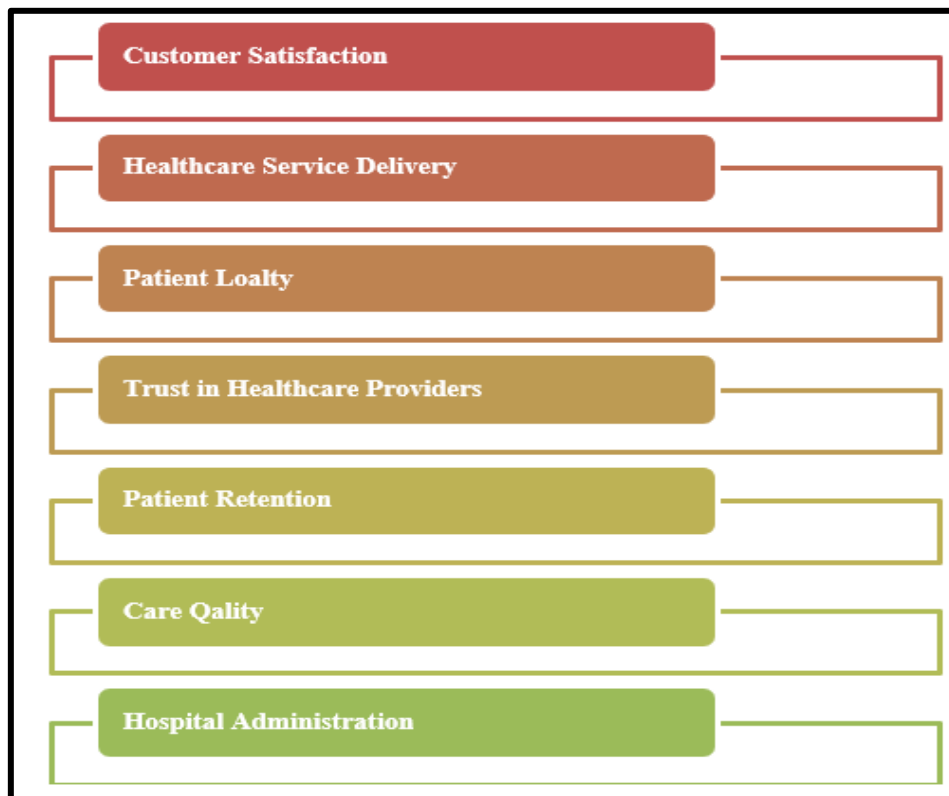 Customer Satisfaction
Healthcare Service Delivery
Patient Loalty
Trust in Healthcare Providers
Patient Retention
Care Qality
Hospital Administration